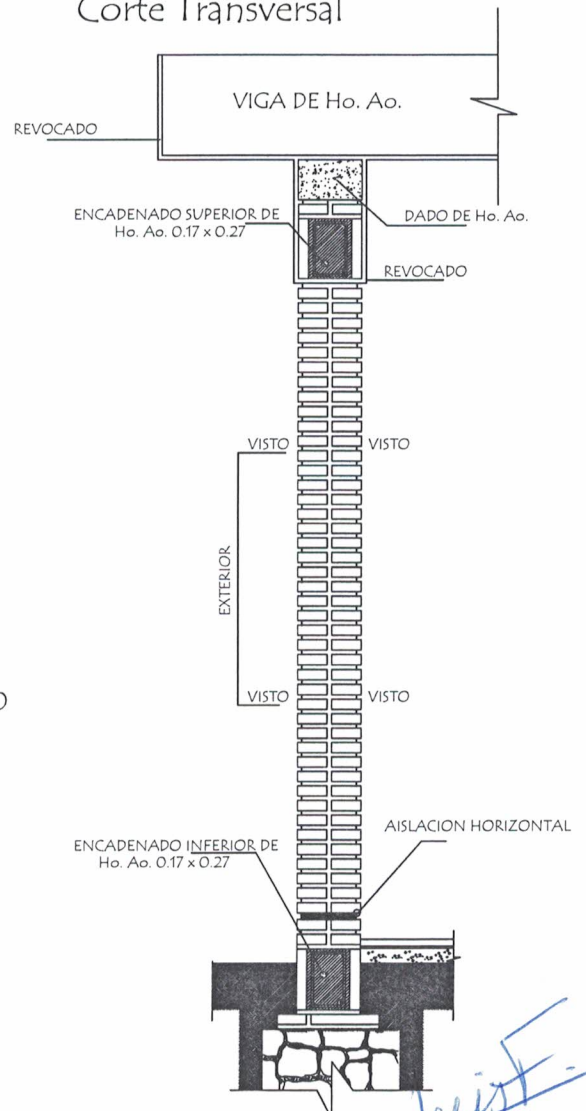 Corte Transversal
VIGA DE Ho. Ao.
REVOCADO
ENCADENADO SUPERIOR DE
Ho. Ao. 0.17 x 0.27
DADO DE Ho. Ao.
REVOCADO
VISTO
VISTO
EXTERIOR
VISTO
VISTO
AISLACION HORIZONTAL
ENCADENADO INFERIOR DE
Ho. Ao. 0.17 x 0.27